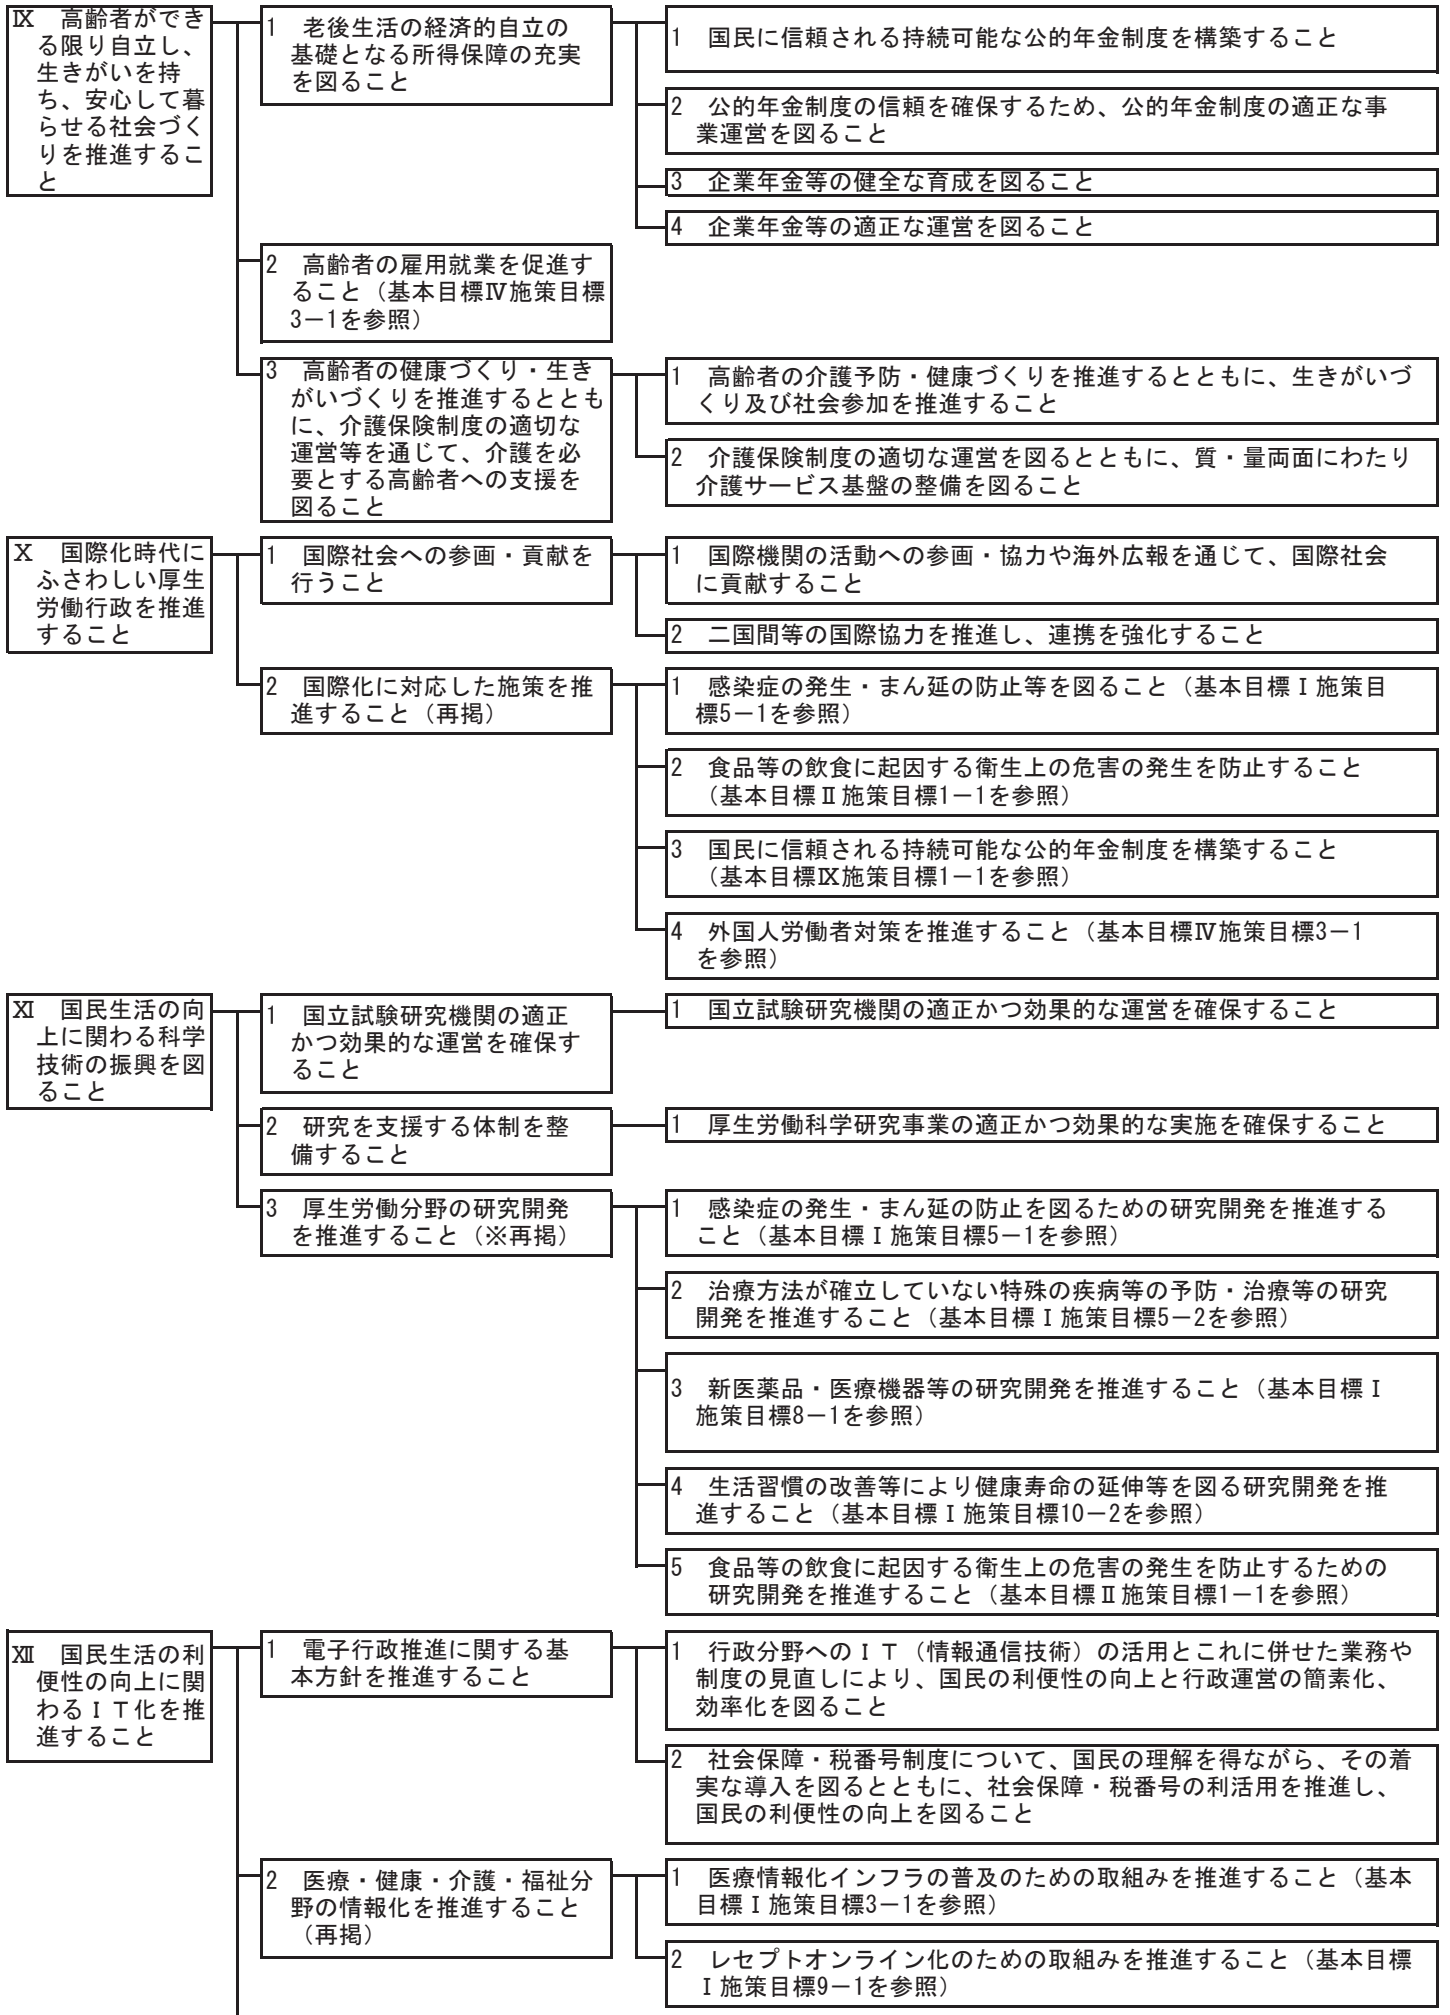 Ⅸ　高齢者ができ
る限り自立し、
生きがいを持
ち、安心して暮
らせる社会づく
りを推進するこ
と
1　老後生活の経済的自立の
基礎となる所得保障の充実
を図ること
1　国民に信頼される持続可能な公的年金制度を構築すること
2　公的年金制度の信頼を確保するため、公的年金制度の適正な事
業運営を図ること
3　企業年金等の健全な育成を図ること
4　企業年金等の適正な運営を図ること
2　高齢者の雇用就業を促進す
ること（基本目標Ⅳ施策目標
3－1を参照）
3　高齢者の健康づくり・生き
がいづくりを推進するととも
に、介護保険制度の適切な
運営等を通じて、介護を必
要とする高齢者への支援を
図ること
1　高齢者の介護予防・健康づくりを推進するとともに、生きがいづ
くり及び社会参加を推進すること
2　介護保険制度の適切な運営を図るとともに、質・量両面にわたり
介護サービス基盤の整備を図ること
Ⅹ　国際化時代に
ふさわしい厚生
労働行政を推進
すること
1　国際社会への参画・貢献を
行うこと
1　国際機関の活動への参画・協力や海外広報を通じて、国際社会
に貢献すること
2　二国間等の国際協力を推進し、連携を強化すること
2　国際化に対応した施策を推
進すること（再掲）
1　感染症の発生・まん延の防止等を図ること（基本目標Ⅰ施策目
標5－1を参照）
2　食品等の飲食に起因する衛生上の危害の発生を防止すること
（基本目標Ⅱ施策目標1－1を参照）
3　国民に信頼される持続可能な公的年金制度を構築すること
（基本目標Ⅸ施策目標1－1を参照）
4　外国人労働者対策を推進すること（基本目標Ⅳ施策目標3－1
を参照）
Ⅺ　国民生活の向
上に関わる科学
技術の振興を図
ること
1　国立試験研究機関の適正
かつ効果的な運営を確保す
ること
1　国立試験研究機関の適正かつ効果的な運営を確保すること
2　研究を支援する体制を整
備すること
1　厚生労働科学研究事業の適正かつ効果的な実施を確保すること
3　厚生労働分野の研究開発
を推進すること（※再掲）
1　感染症の発生・まん延の防止を図るための研究開発を推進する
こと（基本目標Ⅰ施策目標5－1を参照）
2　治療方法が確立していない特殊の疾病等の予防・治療等の研究
開発を推進すること（基本目標Ⅰ施策目標5－2を参照）
3　新医薬品・医療機器等の研究開発を推進すること（基本目標Ⅰ
施策目標8－1を参照）
4　生活習慣の改善等により健康寿命の延伸等を図る研究開発を推
進すること（基本目標Ⅰ施策目標10－2を参照）
5　食品等の飲食に起因する衛生上の危害の発生を防止するための
研究開発を推進すること（基本目標Ⅱ施策目標1－1を参照）
Ⅻ　国民生活の利
便性の向上に関
わるＩＴ化を推
進すること
1　電子行政推進に関する基
本方針を推進すること
1　行政分野へのＩＴ（情報通信技術）の活用とこれに併せた業務や
制度の見直しにより、国民の利便性の向上と行政運営の簡素化、
効率化を図ること
2　社会保障・税番号制度について、国民の理解を得ながら、その着
実な導入を図るとともに、社会保障・税番号の利活用を推進し、
国民の利便性の向上を図ること
2　医療・健康・介護・福祉分
野の情報化を推進すること
（再掲）
1　医療情報化インフラの普及のための取組みを推進すること（基本
目標Ⅰ施策目標3－1を参照）
2　レセプトオンライン化のための取組みを推進すること（基本目標
Ⅰ施策目標9－1を参照）